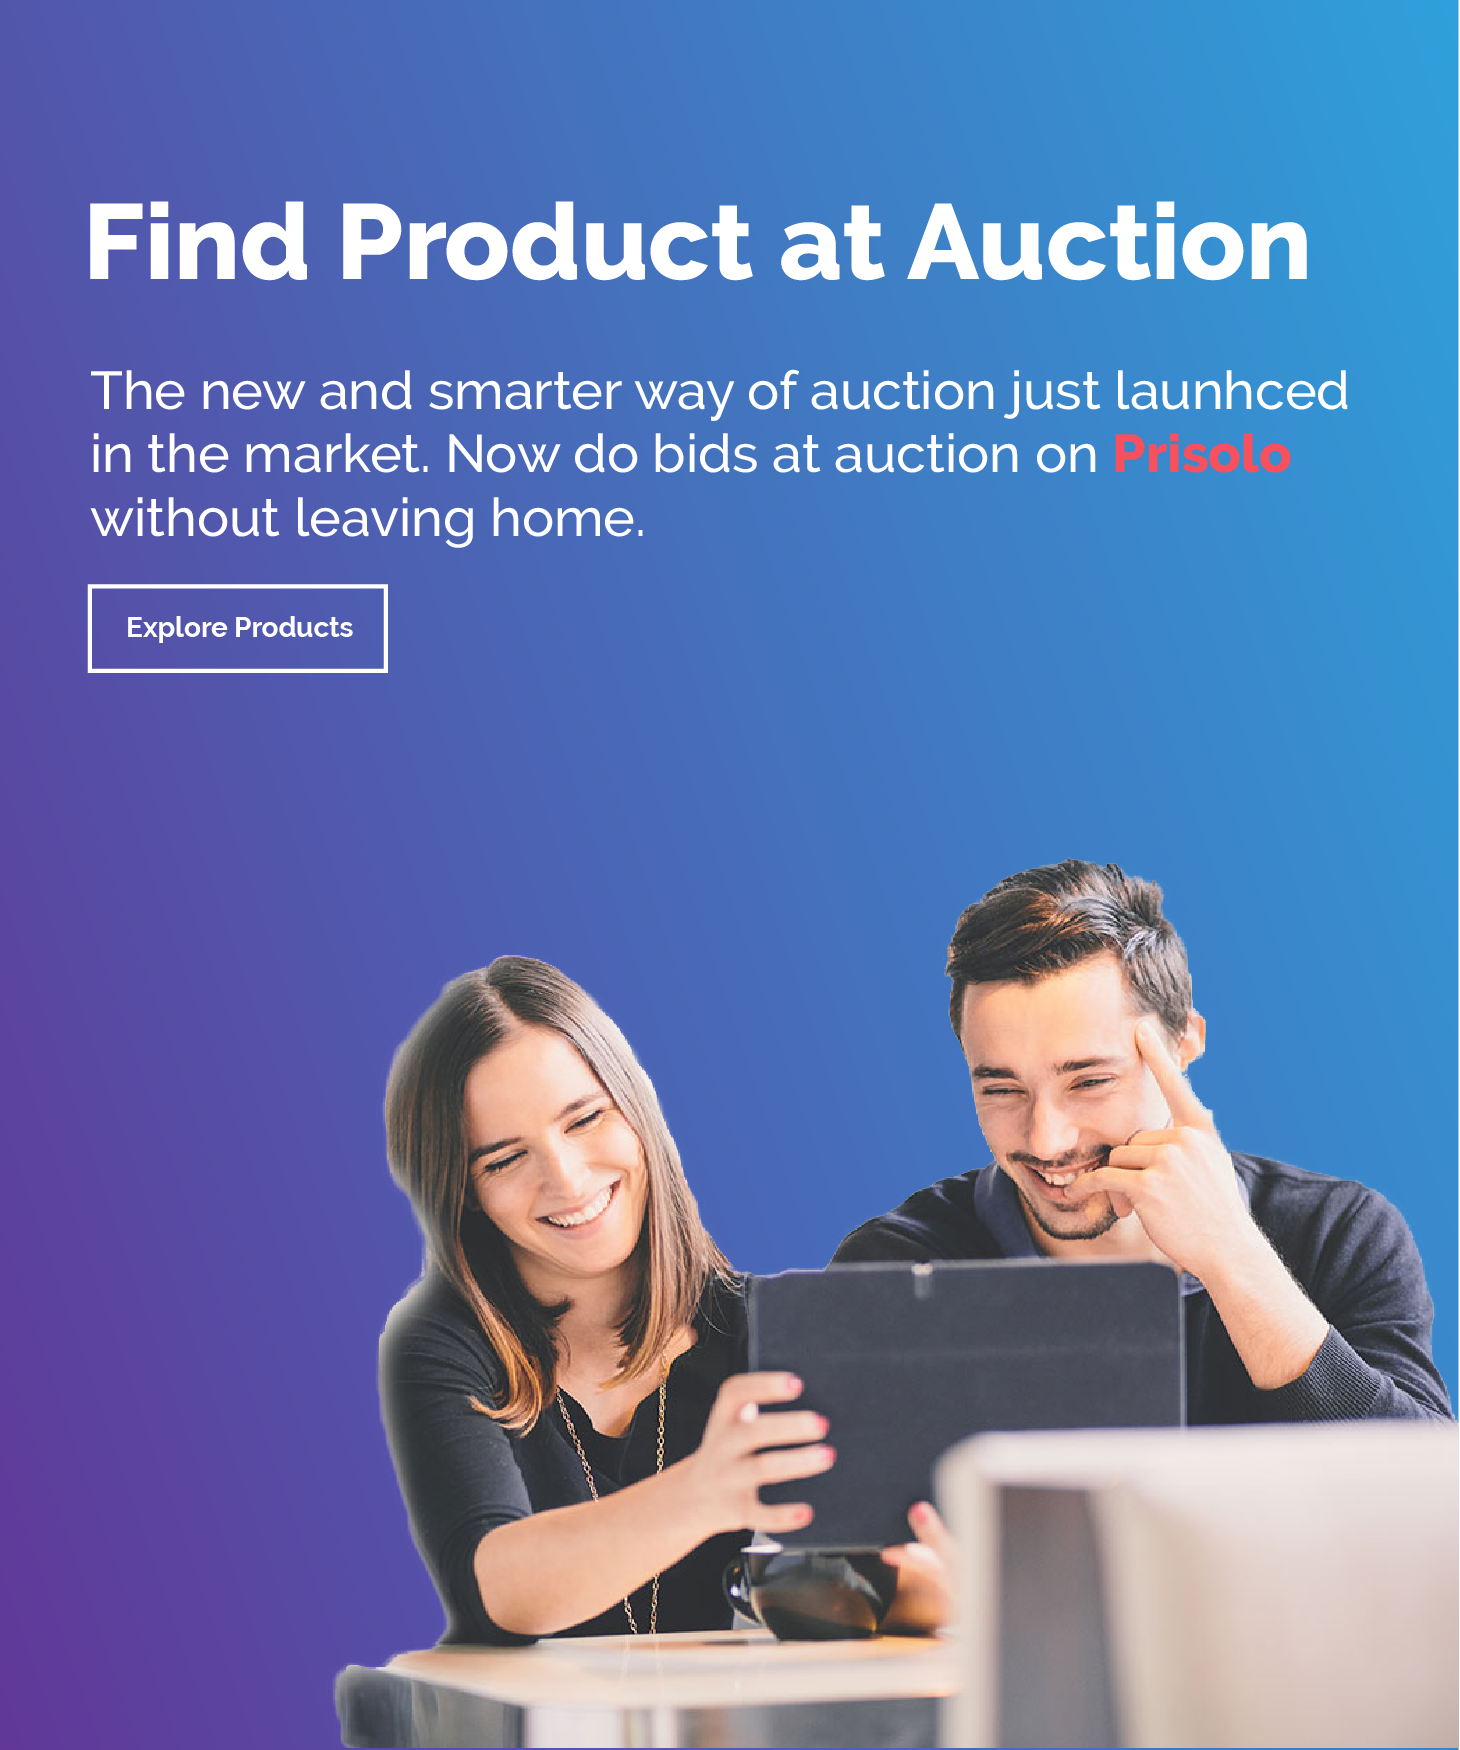 Find Product at Auction
The new and smarter way of auction just launhced
in the market. Now do bids at auction on Prisolo
without leaving home.
Explore Products